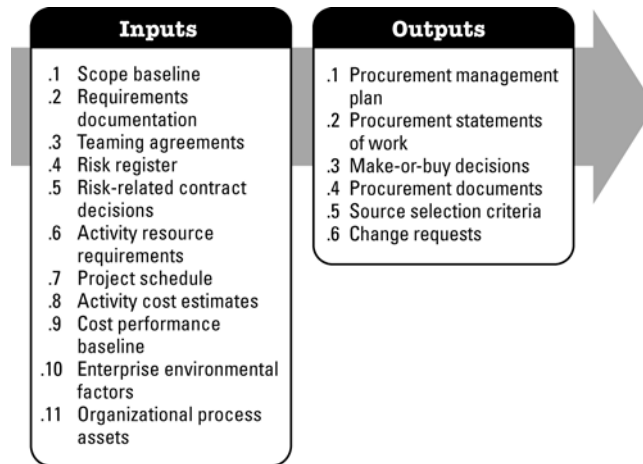 Inputs
.1 Scope baseline
.2 Requirements
documentation
.3 Teaming agreements
.4 Risk register
.5 Risk-related contract
decisions
.6 Activity resource
requirements
.7 Project schedule
.8 Activity cost estimates
.9 Cost performance
baseline
.10 Enterprise environmental
factors
.11 Organizational process
assets
Outputs
.1 Procurement management
plan
.2 Procurement statements
of work
.3 Make-or-buy decisions
.4 Procurement documents
.5 Source selection criteria
.6 Change requests